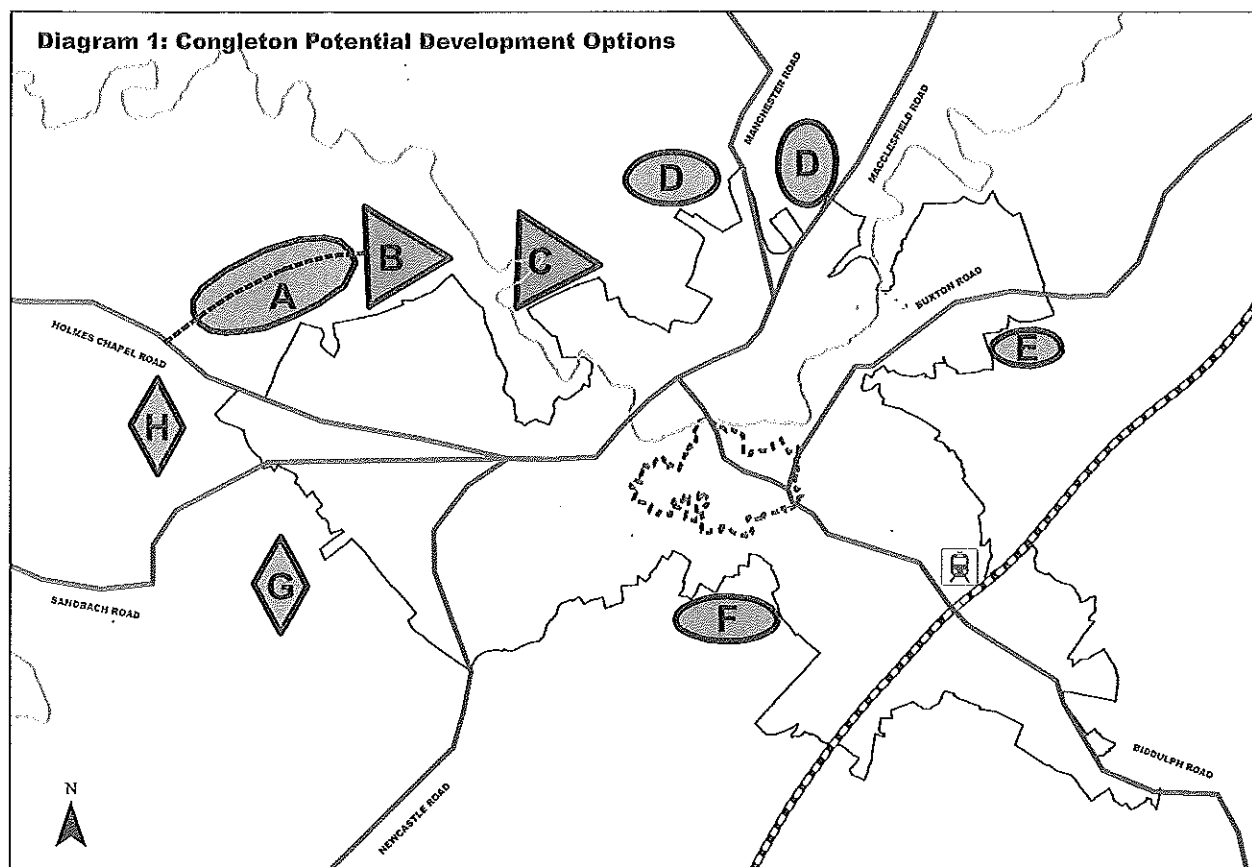 Diagram 1: Congleton Potential Development Options
MANCHESTER ROAD
MACCLESFIELD ROAD
D
D
B
C
A
BUXTON ROAD
HOLMES CHAPEL ROAD
E
H
G
SANDBACH ROAD
F
BIDDULPH ROAD
NEWCASTLE ROAD
N